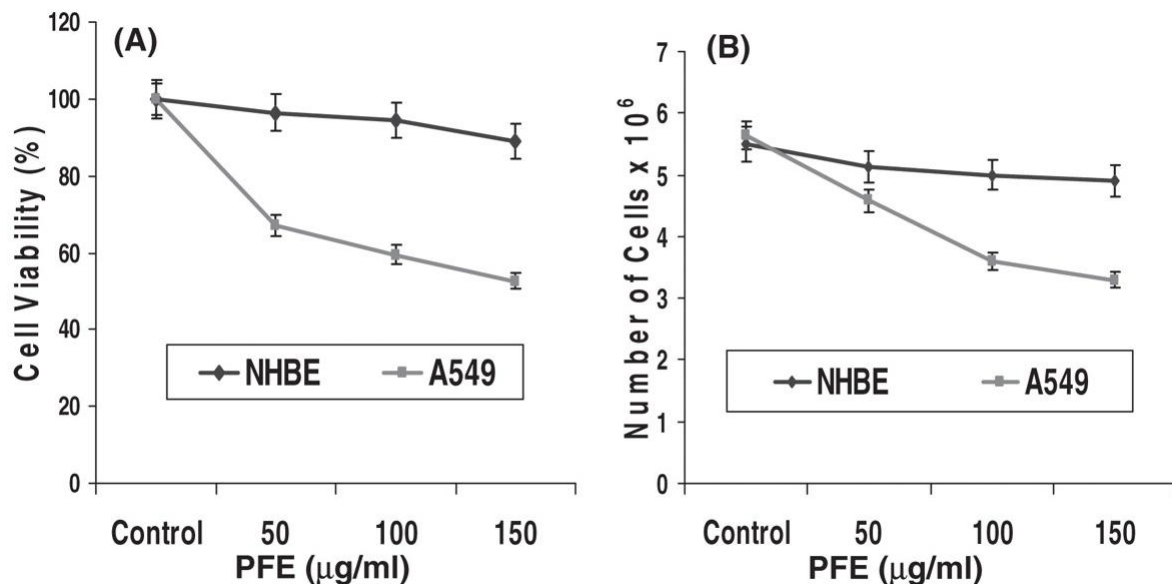 (A)
Cell Viability (%)
120
100
80
60
40
20
0
NHBE A549
Control 50 100 150
PFE (μg/ml)
(B)
Number of Cells x 10⁶
7
6
5
4
3
2
1
0
NHBE A549
Control 50 100 150
PFE (μg/ml)